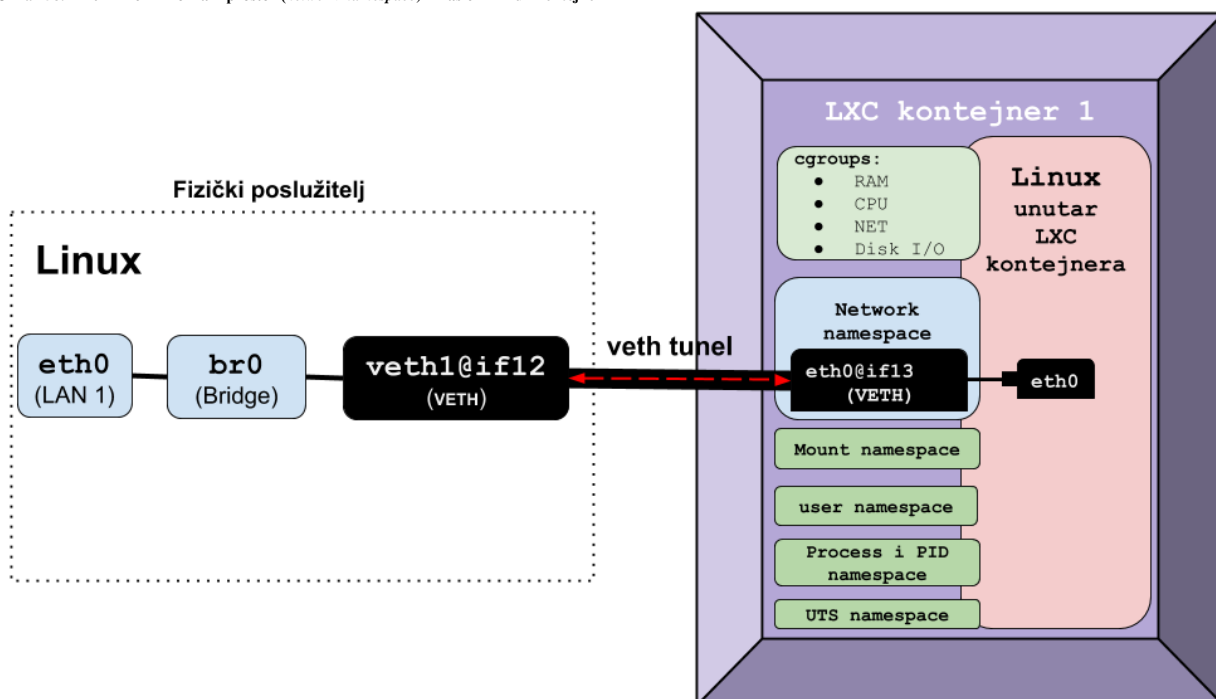 LXC kontejner 1
cgroups:
● RAM
● CPU
● NET
● Disk I/O
Linux
unutar
LXC
kontejnera
Fizički poslužitelj
Linux
eth0
(LAN 1)
br0
(Bridge)
veth1@if12
(VETH)
veth tunel
Network
namespace
eth0@if13
(VETH)
eth0
Mount namespace
user namespace
Process i PID
namespace
UTS namespace